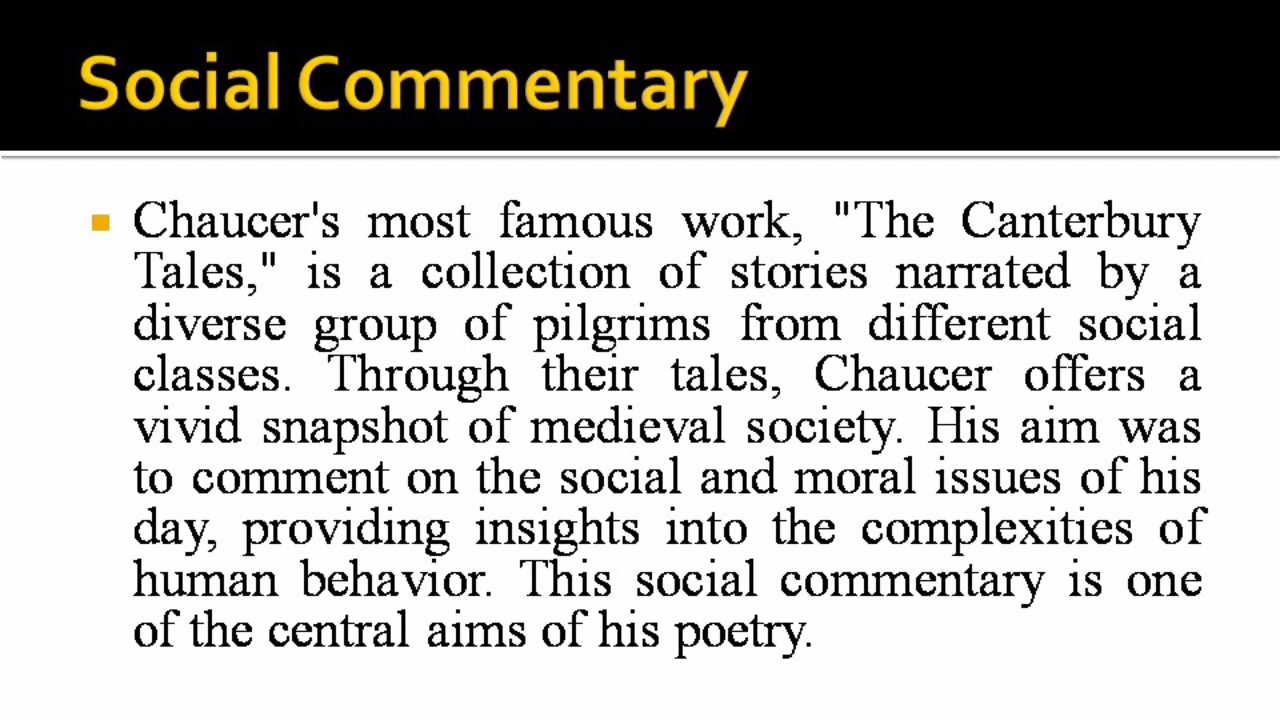 Social Commentary
Chaucer's most famous work, "The Canterbury
Tales," is a collection of stories narrated by a
diverse group of pilgrims from different social
classes. Through their tales, Chaucer offers a
vivid snapshot of medieval society. His aim was
to comment on the social and moral issues of his
day, providing insights into the complexities of
human behavior. This social commentary is one
of the central aims of his poetry.